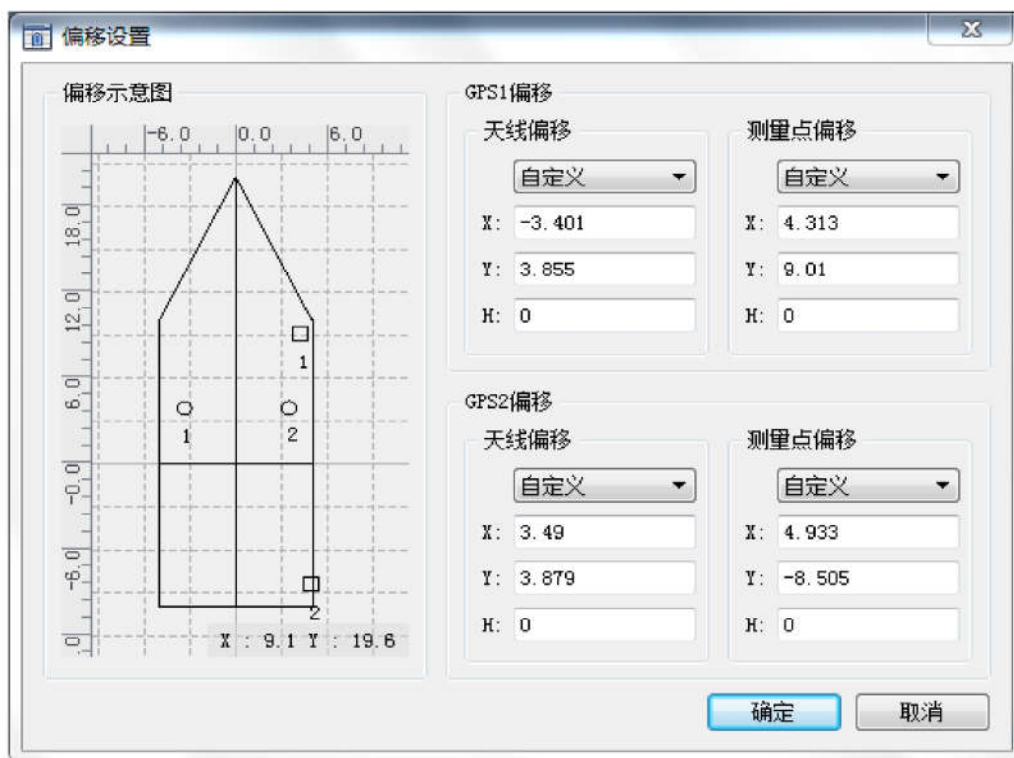 偏移设置
偏移示意图
-6.0 0.0 6.0
18.0
12.0
6.0
-0.0
-6.0
.0
1
1 2
2
X : 9.1 Y : 19.6
GPS1偏移
天线偏移
自定义
X: -3.401
Y: 3.855
H: 0
测量点偏移
自定义
X: 4.313
Y: 9.01
H: 0
GPS2偏移
天线偏移
自定义
X: 3.49
Y: 3.879
H: 0
测量点偏移
自定义
X: 4.933
Y: -8.505
H: 0
确定 取消